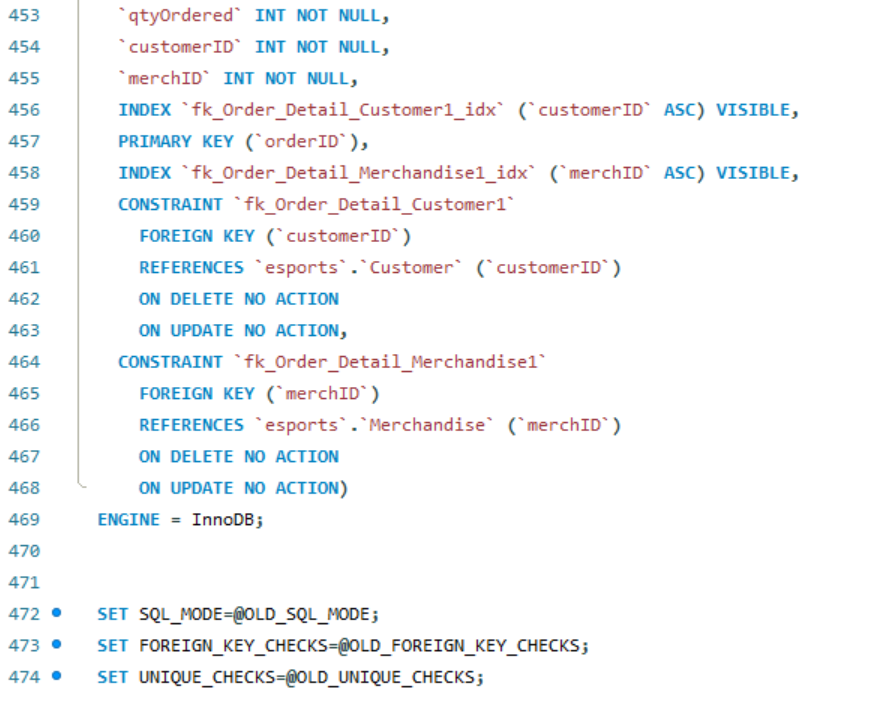 453 `qtyOrdered` INT NOT NULL,
454 `customerID` INT NOT NULL,
455 `merchID` INT NOT NULL,
456 INDEX `fk_Order_Detail_Customer1_idx` (`customerID` ASC) VISIBLE,
457 PRIMARY KEY (`orderID`),
458 INDEX `fk_Order_Detail_Merchandise1_idx` (`merchID` ASC) VISIBLE,
459 CONSTRAINT `fk_Order_Detail_Customer1`
460 FOREIGN KEY (`customerID`)
461 REFERENCES `esports`.`Customer` (`customerID`)
462 ON DELETE NO ACTION
463 ON UPDATE NO ACTION,
464 CONSTRAINT `fk_Order_Detail_Merchandise1`
465 FOREIGN KEY (`merchID`)
466 REFERENCES `esports`.`Merchandise` (`merchID`)
467 ON DELETE NO ACTION
468 ON UPDATE NO ACTION)
469 ENGINE = InnoDB;
470
471
472 SET SQL_MODE=@OLD_SQL_MODE;
473 SET FOREIGN_KEY_CHECKS=@OLD_FOREIGN_KEY_CHECKS;
474 SET UNIQUE_CHECKS=@OLD_UNIQUE_CHECKS;